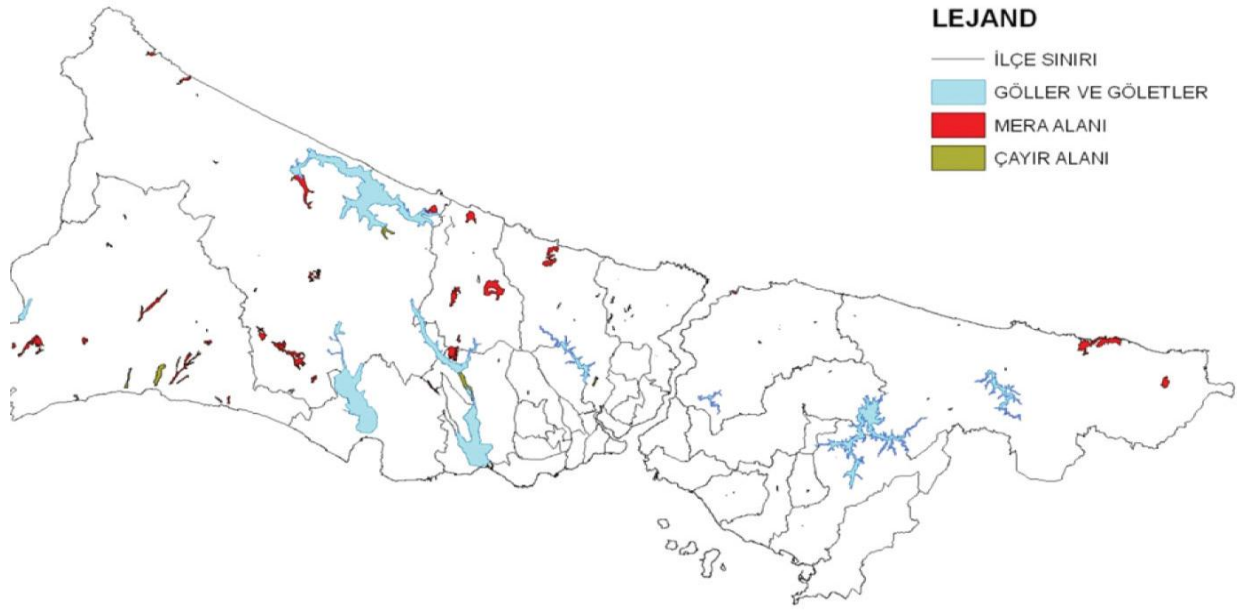 LEJAND
İLÇE SINIRI
GÖLLER VE GÖLETLER
MERA ALANI
ÇAYIR ALANI